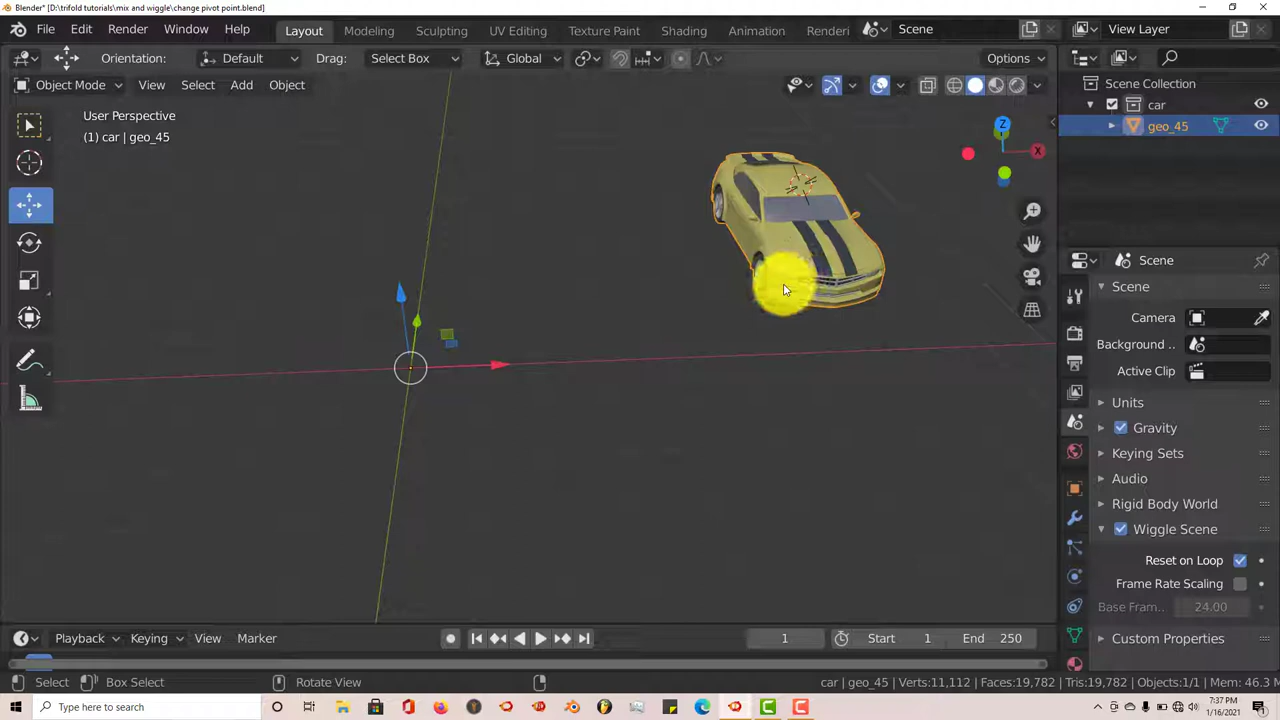 Blender* [D:\trifold tutorials\mix and wiggle\change pivot point.blend]
File Edit Render Window Help Layout Modeling Sculpting UV Editing Texture Paint Shading Animation Renderi Scene View Layer
Orientation: Default Drag: Select Box Global Options
Object Mode View Select Add Object
User Perspective
(1) car | geo_45
Z
X
Scene Collection
car
geo_45
Scene
Scene
Camera
Background ..
Active Clip
Units
Gravity
Keying Sets
Audio
Rigid Body World
Wiggle Scene
Reset on Loop
Frame Rate Scaling
Base Fram.. 24.00
Custom Properties
Playback Keying View Marker 1 Start 1 End 250
Select Box Select Rotate View car | geo_45 | Verts:11,112 | Faces:19,782 | Tris:19,782 | Objects:1/1 | Mem: 46.3 M
Type here to search
7:37 PM
1/16/2021